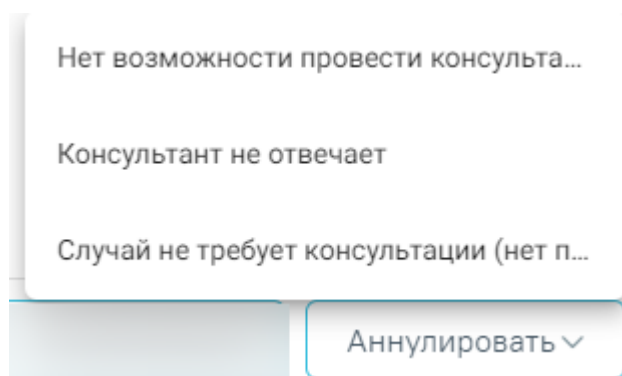 Нет возможности провести консульта...
Консультант не отвечает
Случай не требует консультации (нет п...
Аннулировать